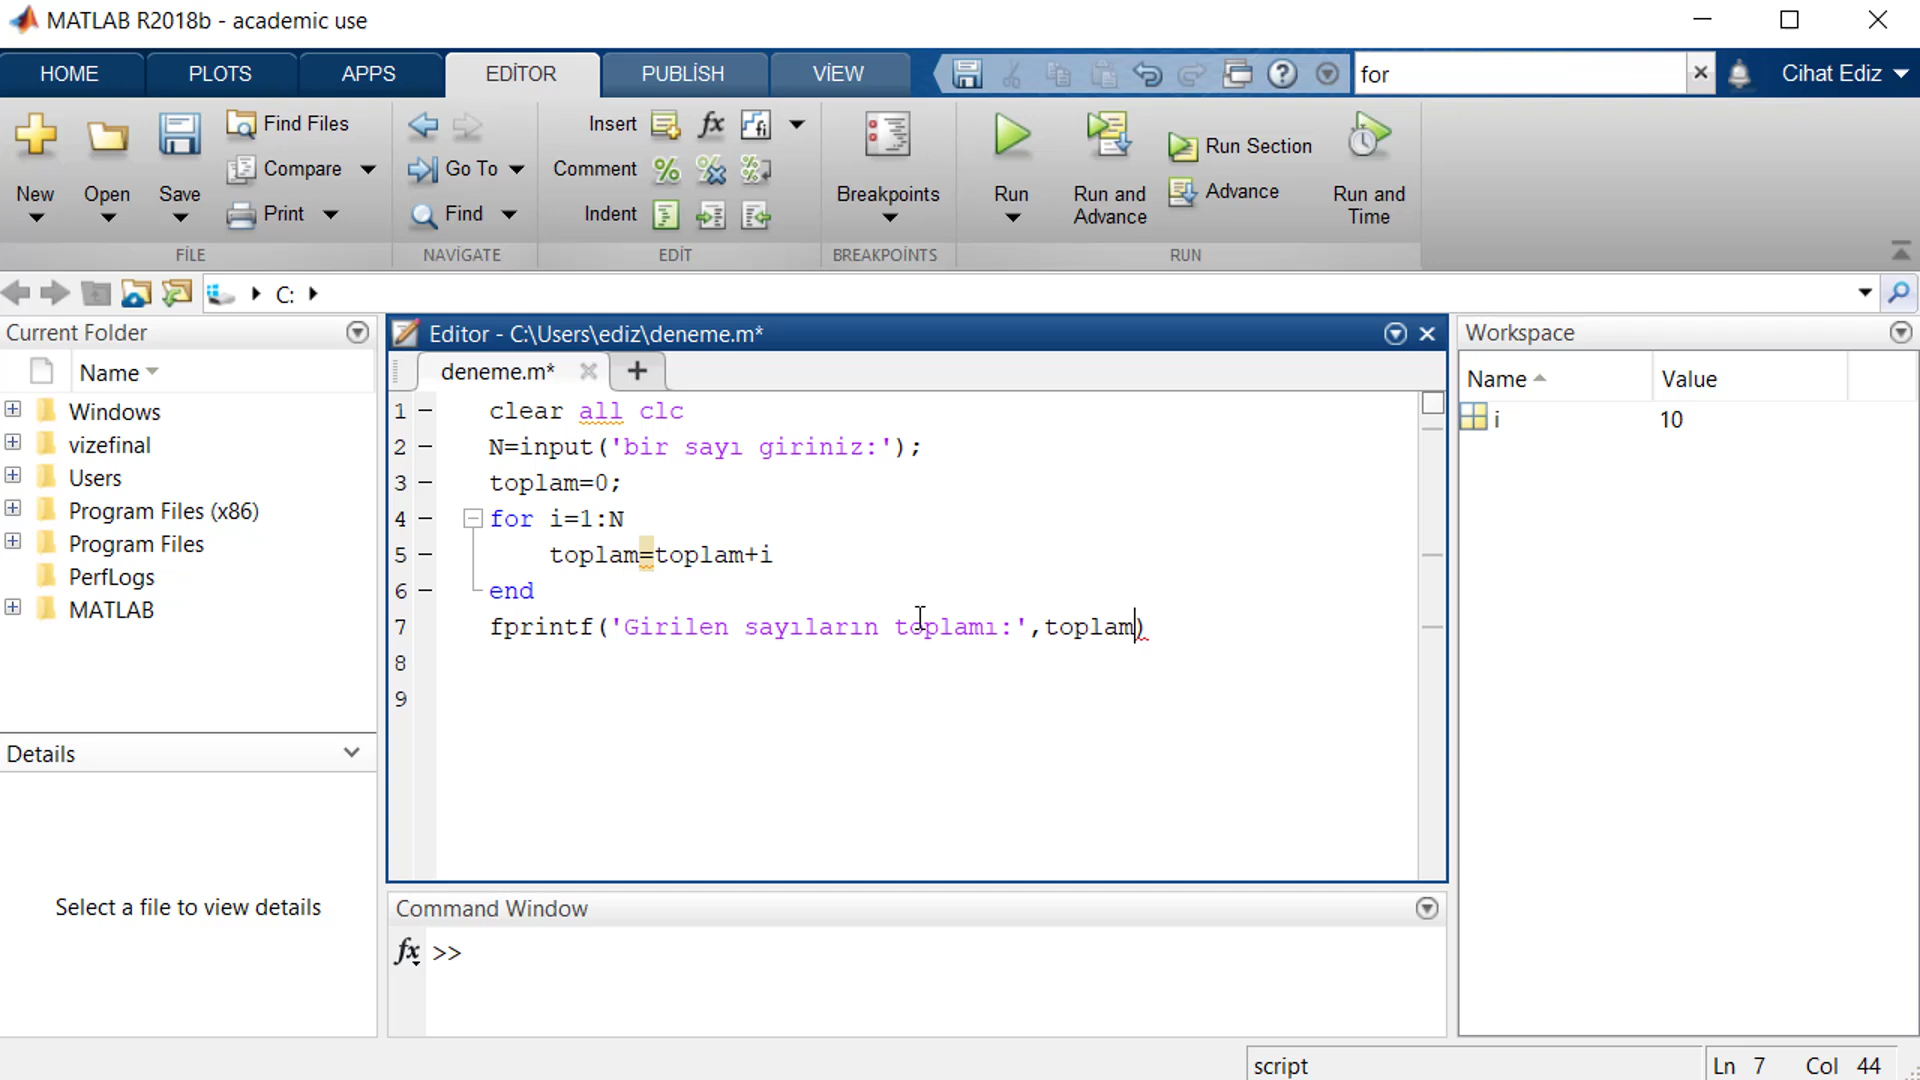 MATLAB R2018b - academic use
HOME PLOTS APPS EDİTOR PUBLİSH VİEW for Cihat Ediz
New Open Save Find Files Compare Print
Go To Find
Insert Comment Indent fx fi
Breakpoints
Run Run and Advance Run Section Advance Run and Time
FİLE NAVİGATE EDİT BREAKPOİNTS RUN
C:
Current Folder
Name
Windows
vizefinal
Users
Program Files (x86)
Program Files
PerfLogs
MATLAB
Details
Select a file to view details
Editor - C:\Users\ediz\deneme.m*
deneme.m*
1 clear all clc
2 N=input('bir sayı giriniz:');
3 toplam=0;
4 for i=1:N
5 toplam=toplam+i
6 end
7 fprintf('Girilen sayıların toplamı:',toplam)
8
9
Command Window
fx >>
Workspace
Name Value
i 10
script Ln 7 Col 44